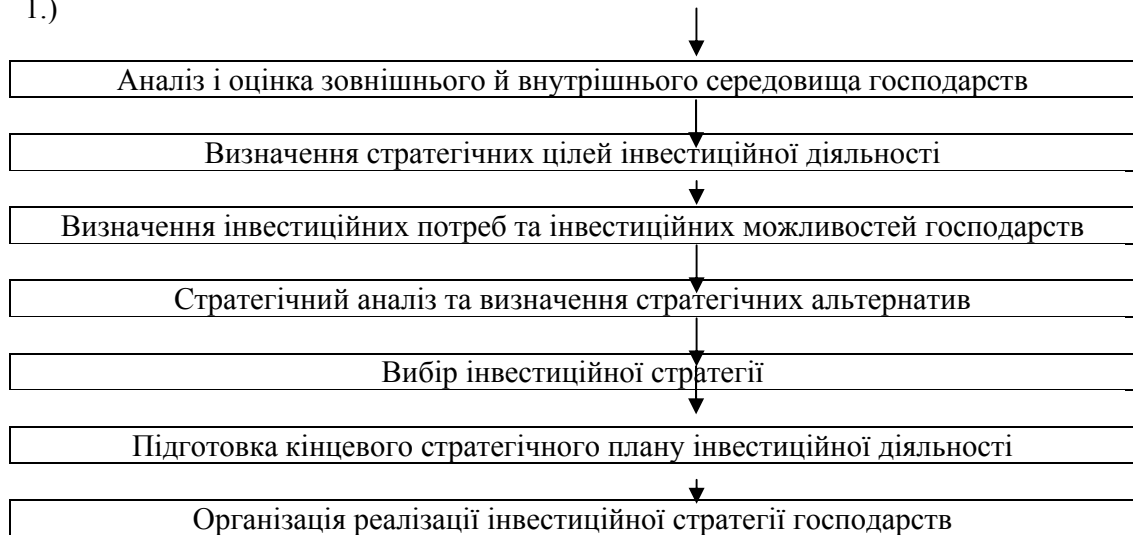 1.)
Аналіз і оцінка зовнішнього й внутрішнього середовища господарств
Визначення стратегічних цілей інвестиційної діяльності
Визначення інвестиційних потреб та інвестиційних можливостей господарств
Стратегічний аналіз та визначення стратегічних альтернатив
Вибір інвестиційної стратегії
Підготовка кінцевого стратегічного плану інвестиційної діяльності
Організація реалізації інвестиційної стратегії господарств